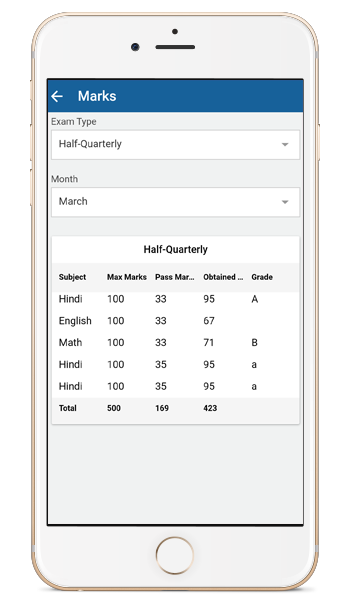 Marks
Exam Type
Half-Quarterly
Month
March
Half-Quarterly
Subject Max Marks Pass Mar... Obtained ... Grade
Hindi 100 33 95 A
English 100 33 67
Math 100 33 71 B
Hindi 100 35 95 a
Hindi 100 35 95 a
Total 500 169 423